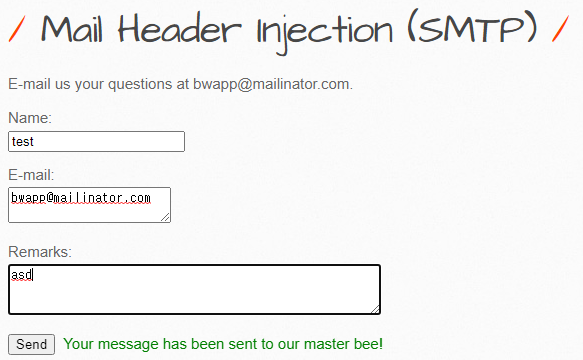 / Mail Header Injection (SMTP) /
E-mail us your questions at bwapp@mailinator.com.
Name:
test
E-mail:
bwapp@mailinator.com
Remarks:
asd
Send Your message has been sent to our master bee!